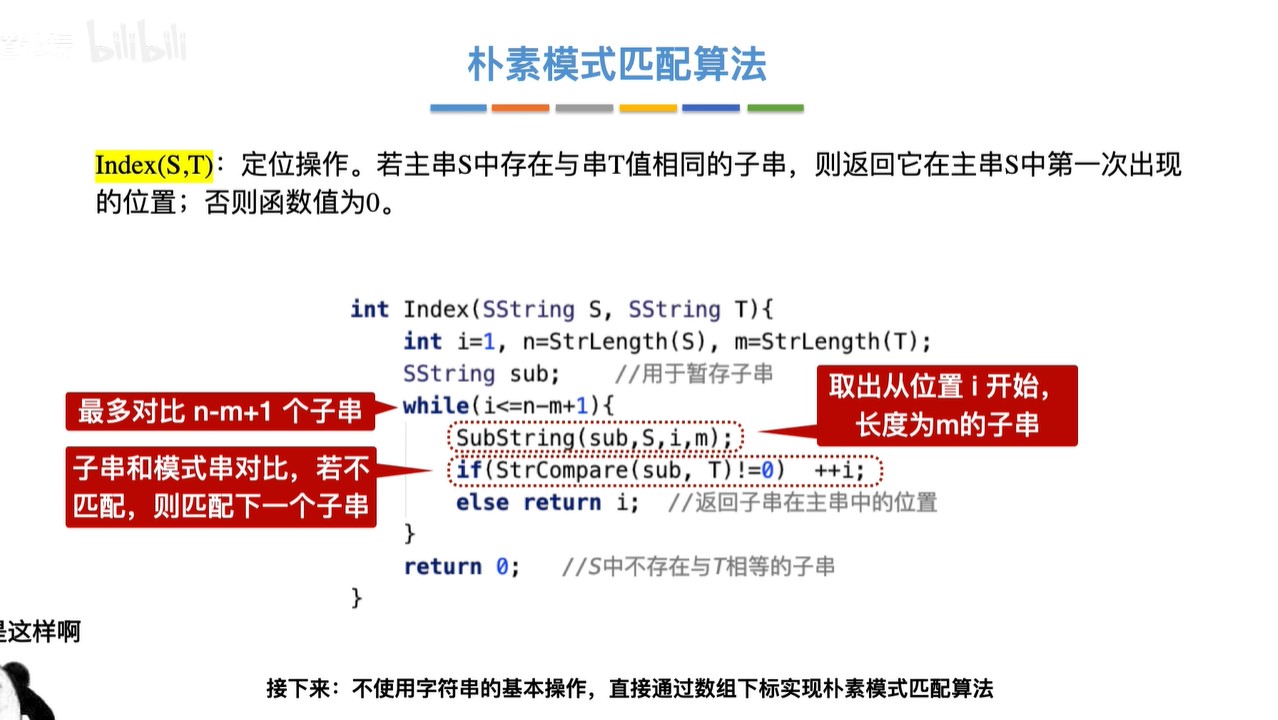 bilibili
朴素模式匹配算法
Index(S,T)：定位操作。若主串S中存在与串T值相同的子串，则返回它在主串S中第一次出现
的位置；否则函数值为0。
int Index(SString S, SString T){
int i=1, n=StrLength(S), m=StrLength(T);
SString sub; //用于暂存子串
取出从位置 i 开始，
长度为m的子串
最多对比 n-m+1 个子串
while(i<=n-m+1){
SubString(sub,S,i,m);
子串和模式串对比，若不
匹配，则匹配下一个子串
if(StrCompare(sub, T)!=0) ++i;
else return i; //返回子串在主串中的位置
}
return 0; //S中不存在与T相等的子串
}
是这样啊
接下来：不使用字符串的基本操作，直接通过数组下标实现朴素模式匹配算法